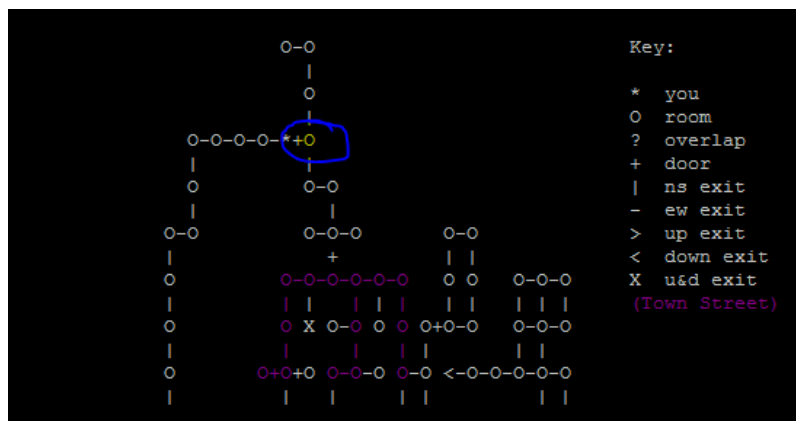 O-O Key:
|
O * you
| O room
O-O-O-O-*+O ? overlap
| | + door
O O-O | ns exit
| | - ew exit
O-O O-O-O O-O > up exit
| + | | < down exit
O O-O-O-O-O-O O O O-O-O X u&d exit
| | | | | | | | | | | (Town Street)
O O X O-O O O O+O-O O-O-O
| | | | | | |
O O+O+O O-O-O O-O <-O-O-O-O-O
| | | | | | |